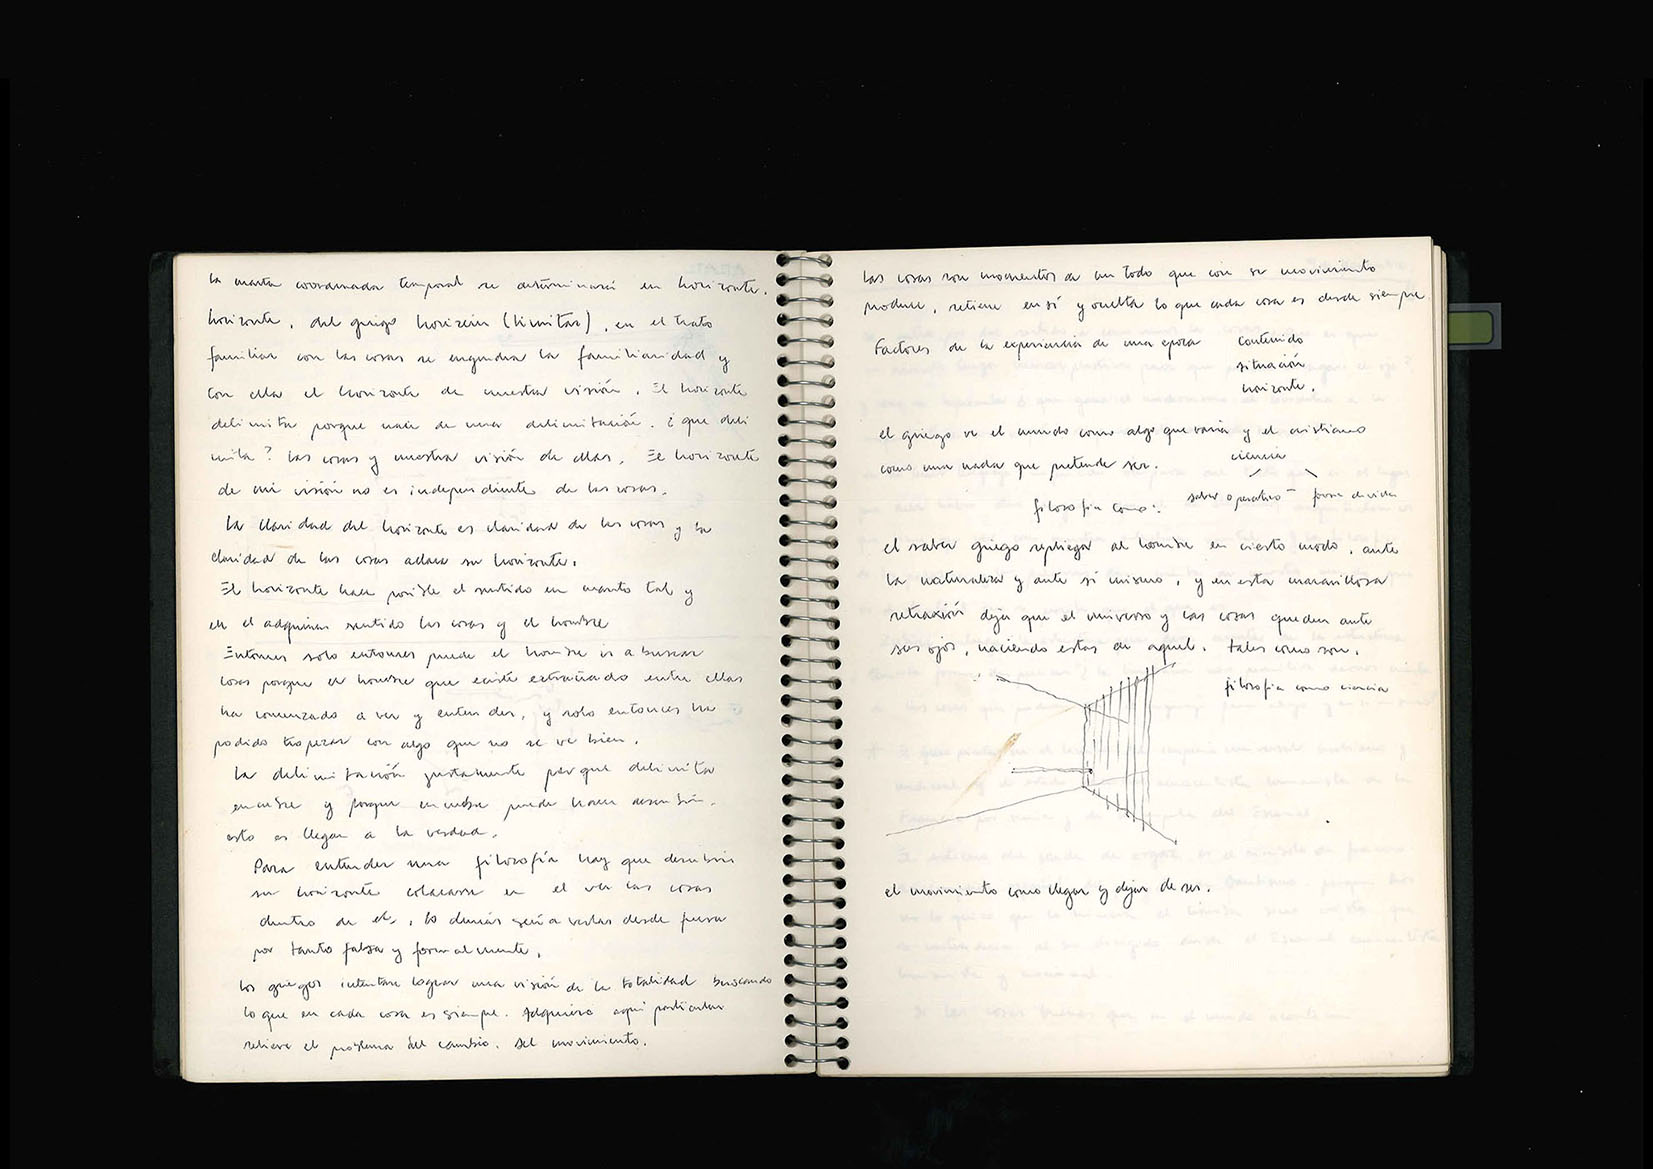 la cuarta coordenada temporal se determinará en horizonte.
horizonte, del griego horizein (limitar), en el trato
familiar con las cosas se engendra la familiaridad y
con ella el horizonte de nuestra visión. El horizonte
delimita porque nace de una delimitación. ¿que deli
mita? las cosas y nuestra visión de ellas. El horizonte
de mi visión no es independiente de las cosas.
La claridad del horizonte es claridad de las cosas y la
claridad de las cosas aclara su horizonte.
El horizonte hace posible el sentido en cuanto tal y
en el adquieren sentido las cosas y el hombre
Entonces solo entonces puede el hombre ir a buscar
cosas porque el hombre que existe extrañado entre ellas
ha comenzado a ver y entender, y solo entonces ha
podido tropezar con algo que no se ve bien.
La delimitación justamente porque delimita
encubre y porque encubre puede hacer descubrir.
esto es llegar a la verdad.
Para entender una filosofía hay que descubrir
su horizonte colocarse en el ver las cosas
dentro de el. lo demás sería verlas desde fuera
por tanto falsa y formalmente.
los griegos intentan lograr una visión de la totalidad buscando
lo que en cada cosa es siempre. Adquiere aqui particular
relieve el problema del cambio. del movimiento.
las cosas son momentos de un todo que con su movimiento
produce, retiene en sí y oculta lo que cada cosa es desde siempre
Factores de la experiencia de una epoca contenido
situación
horizonte.
el griego ve el mundo como algo que varía y el cristiano
como una nada que pretende ser. ciencia
filosofia como: saber operativo forma de vida
el saber griego repliega al hombre en cierto modo, ante
la naturaleza y ante sí mismo, y en esta maravillosa
retracción deja que el universo y las cosas queden ante
sus ojos, naciendo estas de aquel. tales como son.
filosofia como ciencia
el movimiento como llegar y dejar de ser.